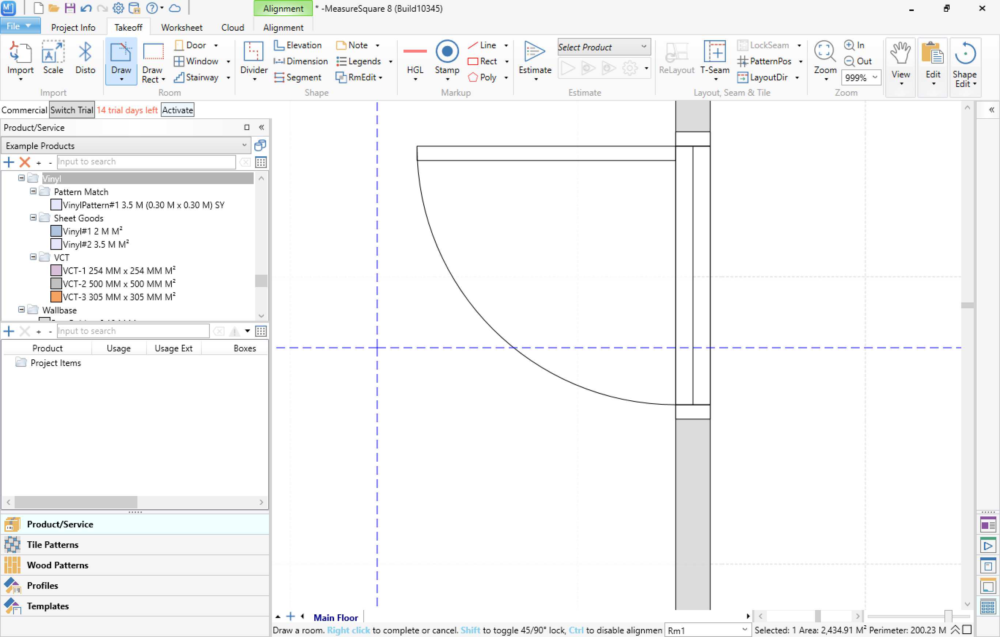 Alignment * -MeasureSquare 8 (Build10345)
File Project Info Takeoff Worksheet Cloud Alignment
Import Scale Disto
Import
Draw Draw Rect Door Window Stairway
Room
Divider Elevation Dimension Segment Note Legends RmEdit
Shape
HGL Stamp Line Rect Poly
Markup
Estimate Select Product
Estimate
ReLayout T-Seam LockSeam PatternPos LayoutDir
Layout, Seam & Tile
Zoom In Out 999%
Zoom
View Edit Shape Edit
Commercial Switch Trial 14 trial days left Activate
Product/Service
Example Products
+ - Input to search
Vinyl
Pattern Match
VinylPattern#1 3.5 M (0.30 M x 0.30 M) SY
Sheet Goods
Vinyl#1 2 M M²
Vinyl#2 3.5 M M²
VCT
VCT-1 254 MM x 254 MM M²
VCT-2 500 MM x 500 MM M²
VCT-3 305 MM x 305 MM M²
Wallbase
+ - Input to search
Product Usage Usage Ext Boxes
Project Items
Product/Service
Tile Patterns
Wood Patterns
Profiles
Templates
Main Floor
Draw a room. Right click to complete or cancel. Shift to toggle 45/90° lock, Ctrl to disable alignmen Rm1 Selected: 1 Area: 2,434.91 M² Perimeter: 200.23 M